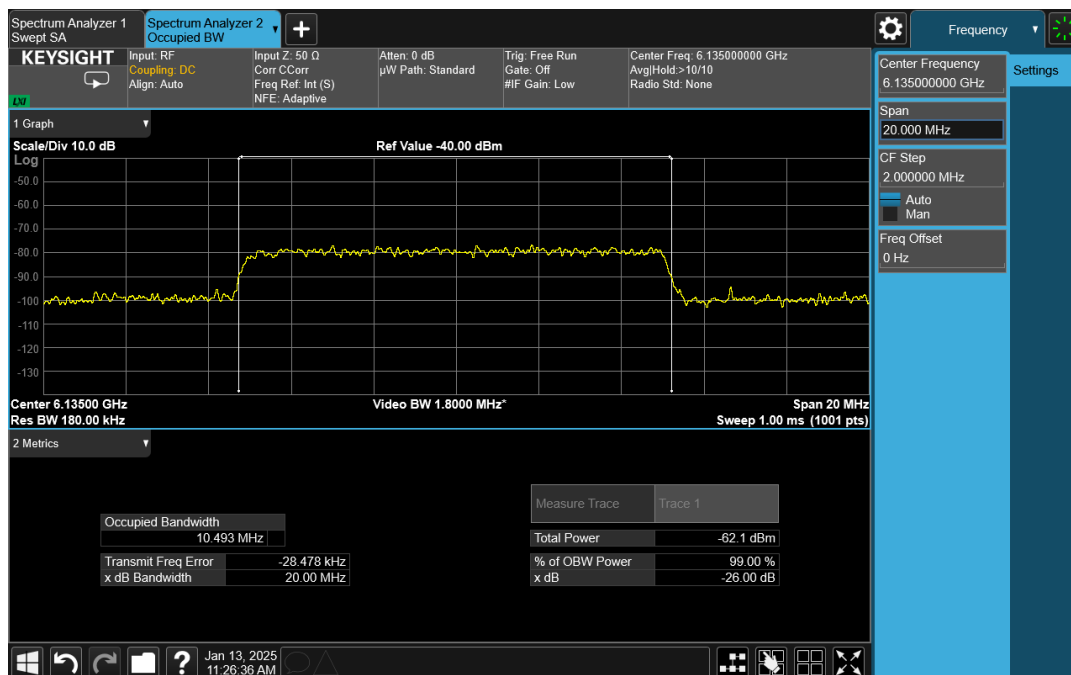 Spectrum Analyzer 1
Swept SA
Spectrum Analyzer 2
Occupied BW
Frequency
KEYSIGHT
LXI
Input: RF
Coupling: DC
Align: Auto
Input Z: 50 Ω
Corr CCorr
Freq Ref: Int (S)
NFE: Adaptive
Atten: 0 dB
µW Path: Standard
Trig: Free Run
Gate: Off
#IF Gain: Low
Center Freq: 6.135000000 GHz
Avg|Hold:>10/10
Radio Std: None
Center Frequency
6.135000000 GHz
Settings
Span
20.000 MHz
CF Step
2.000000 MHz
Auto
Man
Freq Offset
0 Hz
1 Graph
Scale/Div 10.0 dB
Ref Value -40.00 dBm
Log
-50.0
-60.0
-70.0
-80.0
-90.0
-100
-110
-120
-130
Center 6.13500 GHz
Video BW 1.8000 MHz*
Span 20 MHz
Res BW 180.00 kHz
Sweep 1.00 ms (1001 pts)
2 Metrics
Measure Trace
Trace 1
Occupied Bandwidth
10.493 MHz
Total Power
-62.1 dBm
Transmit Freq Error
-28.478 kHz
% of OBW Power
99.00 %
x dB Bandwidth
20.00 MHz
x dB
-26.00 dB
?
Jan 13, 2025
11:26:36 AM